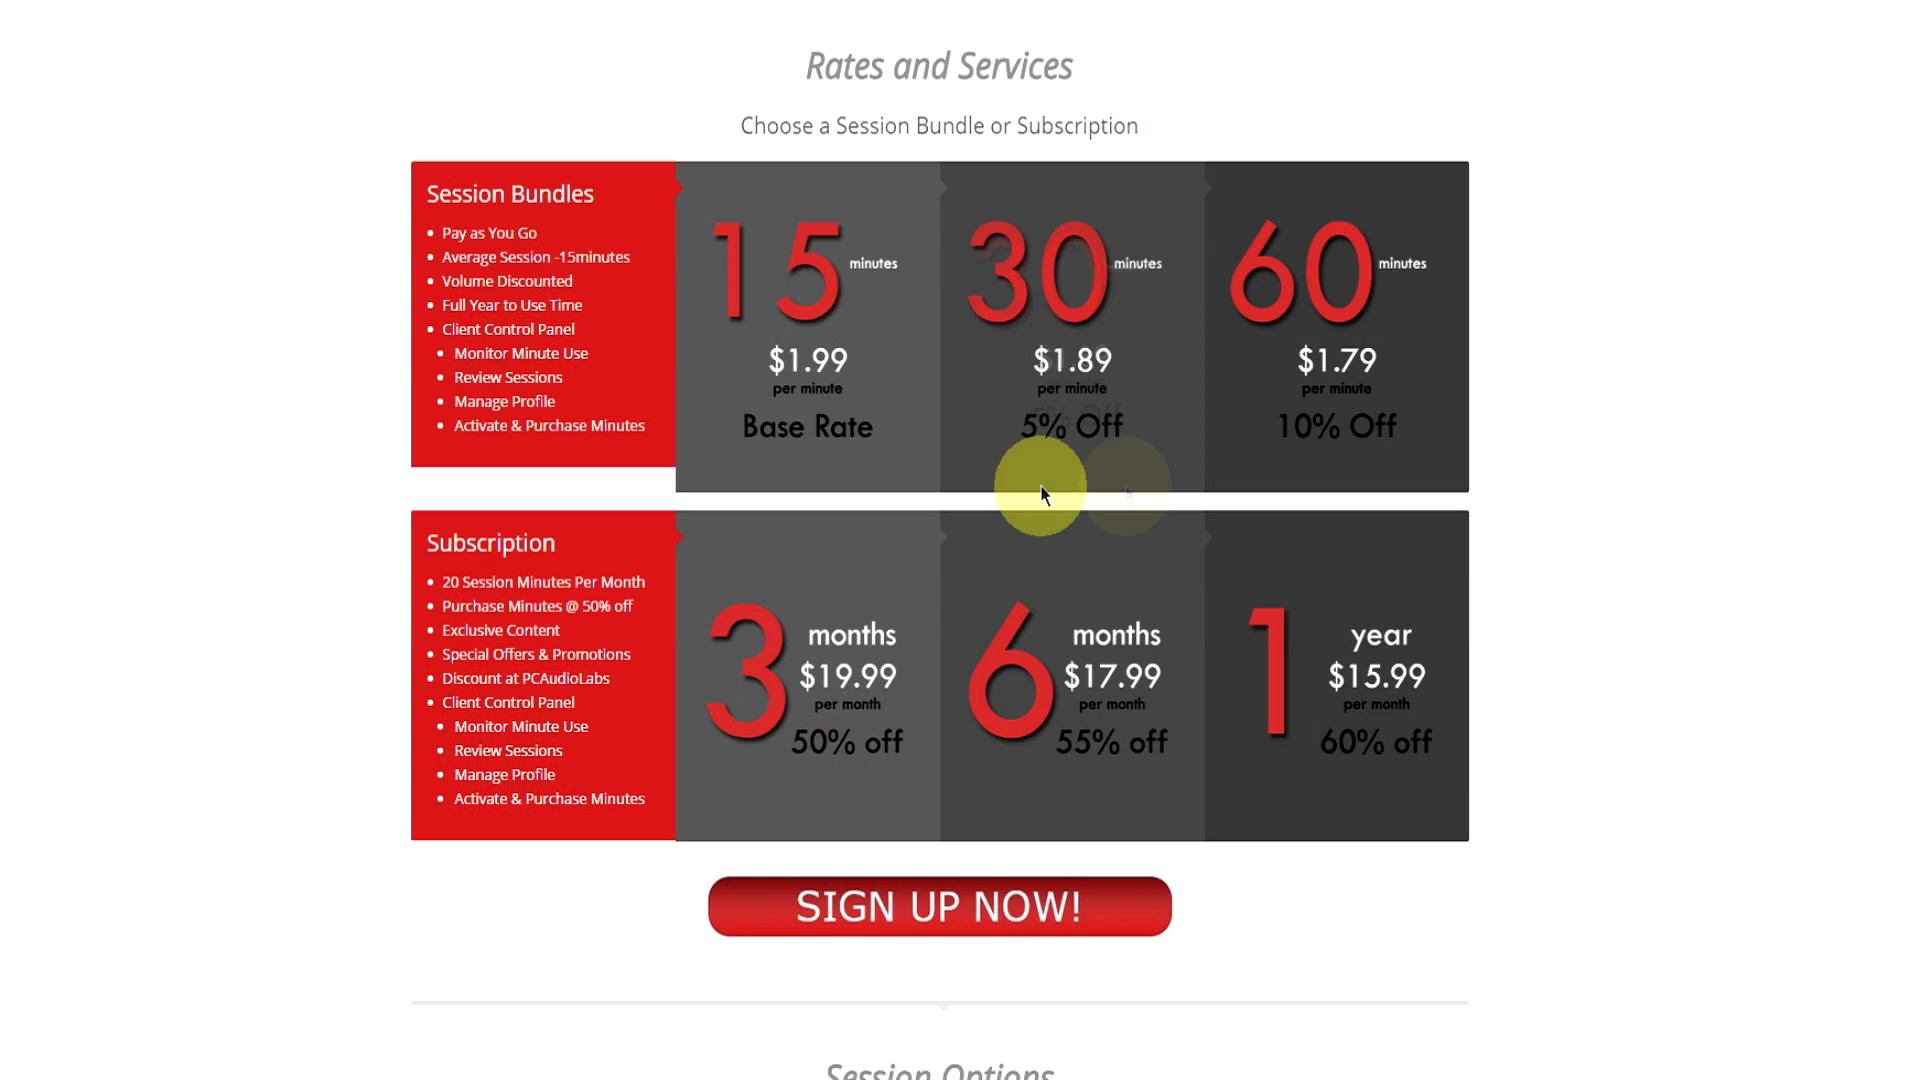 Rates and Services
Choose a Session Bundle or Subscription
Session Bundles
• Pay as You Go
• Average Session -15minutes
• Volume Discounted
• Full Year to Use Time
• Client Control Panel
• Monitor Minute Use
• Review Sessions
• Manage Profile
• Activate & Purchase Minutes
15 minutes
$1.99
per minute
Base Rate
30 minutes
$1.89
per minute
5% Off
60 minutes
$1.79
per minute
10% Off
Subscription
• 20 Session Minutes Per Month
• Purchase Minutes @ 50% off
• Exclusive Content
• Special Offers & Promotions
• Discount at PCAudioLabs
• Client Control Panel
• Monitor Minute Use
• Review Sessions
• Manage Profile
• Activate & Purchase Minutes
3 months
$19.99
per month
50% off
6 months
$17.99
per month
55% off
1 year
$15.99
per month
60% off
SIGN UP NOW!
Session Options